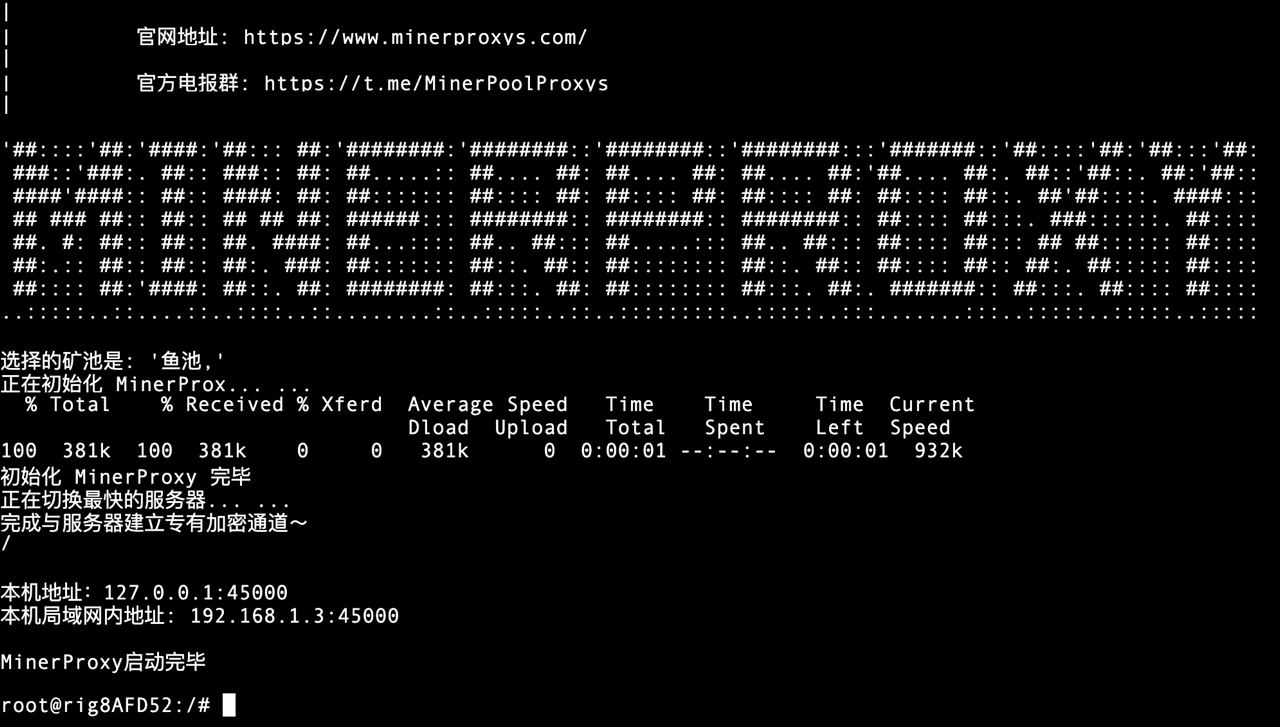 |
| 官网地址: https://www.minerproxys.com/
|
| 官方电报群: https://t.me/MinerPoolProxys
|
MINERPROXY
选择的矿池是: '鱼池,'
正在初始化 MinerProx... ...
% Total % Received % Xferd Average Speed Time Time Time Current
Dload Upload Total Spent Left Speed
100 381k 100 381k 0 0 381k 0 0:00:01 --:--:-- 0:00:01 932k
初始化 MinerProxy 完毕
正在切换最快的服务器... ...
完成与服务器建立专有加密通道~
/
本机地址: 127.0.0.1:45000
本机局域网内地址: 192.168.1.3:45000
MinerProxy启动完毕
root@rig8AFD52:/#